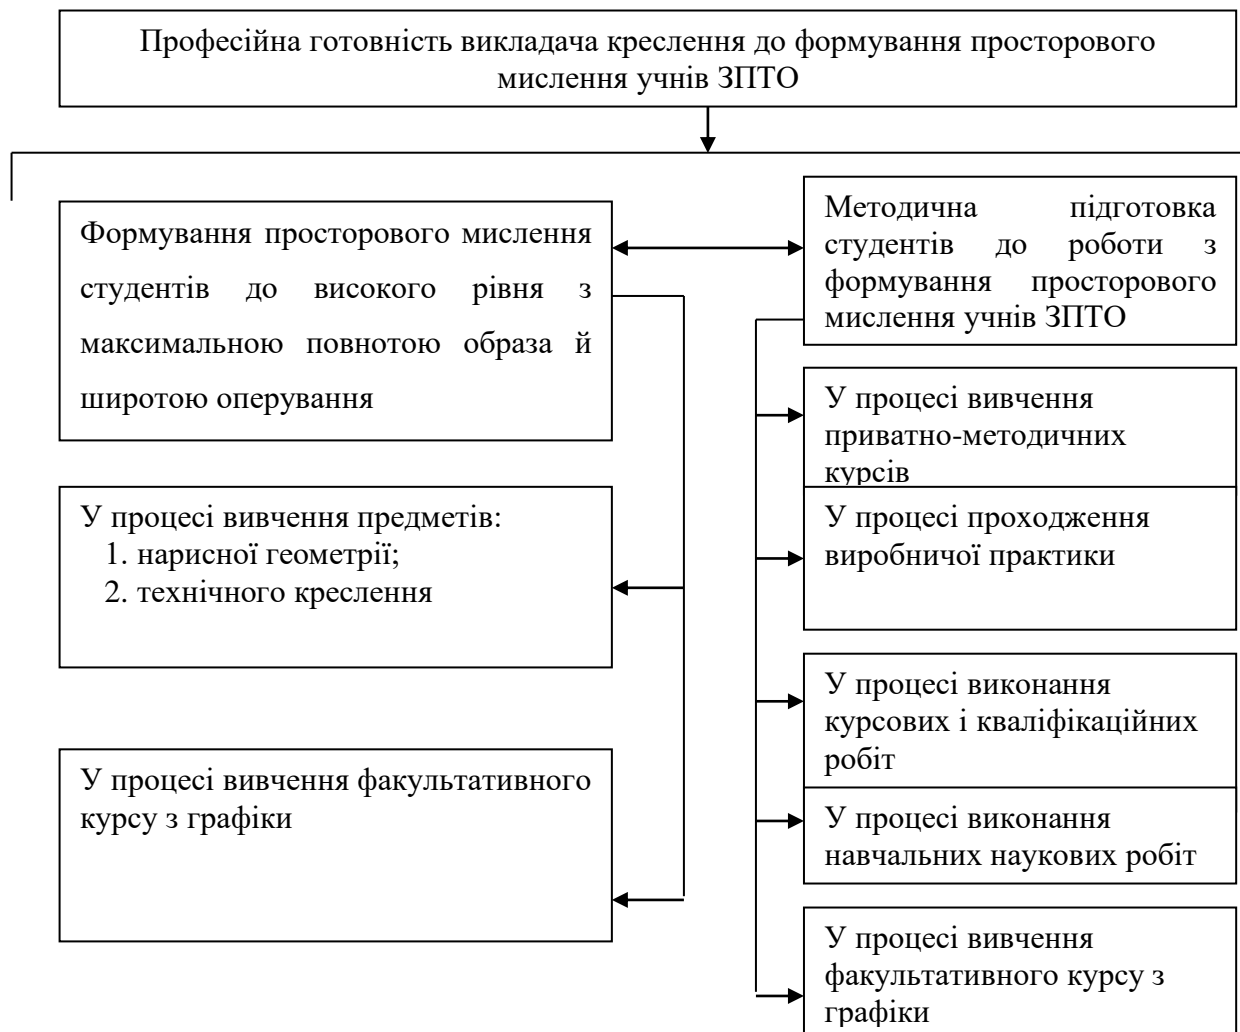 Професійна готовність викладача креслення до формування просторового
мислення учнів ЗПТО
Формування просторового мислення
студентів до високого рівня з
максимальною повнотою образа й
широтою оперування
У процесі вивчення предметів:
1. нарисної геометрії;
2. технічного креслення
У процесі вивчення факультативного
курсу з графіки
Методична підготовка
студентів до роботи з
формування просторового
мислення учнів ЗПТО
У процесі вивчення
приватно-методичних
курсів
У процесі проходження
виробничої практики
У процесі виконання
курсових і кваліфікаційних
робіт
У процесі виконання
навчальних наукових робіт
У процесі вивчення
факультативного курсу з
графіки